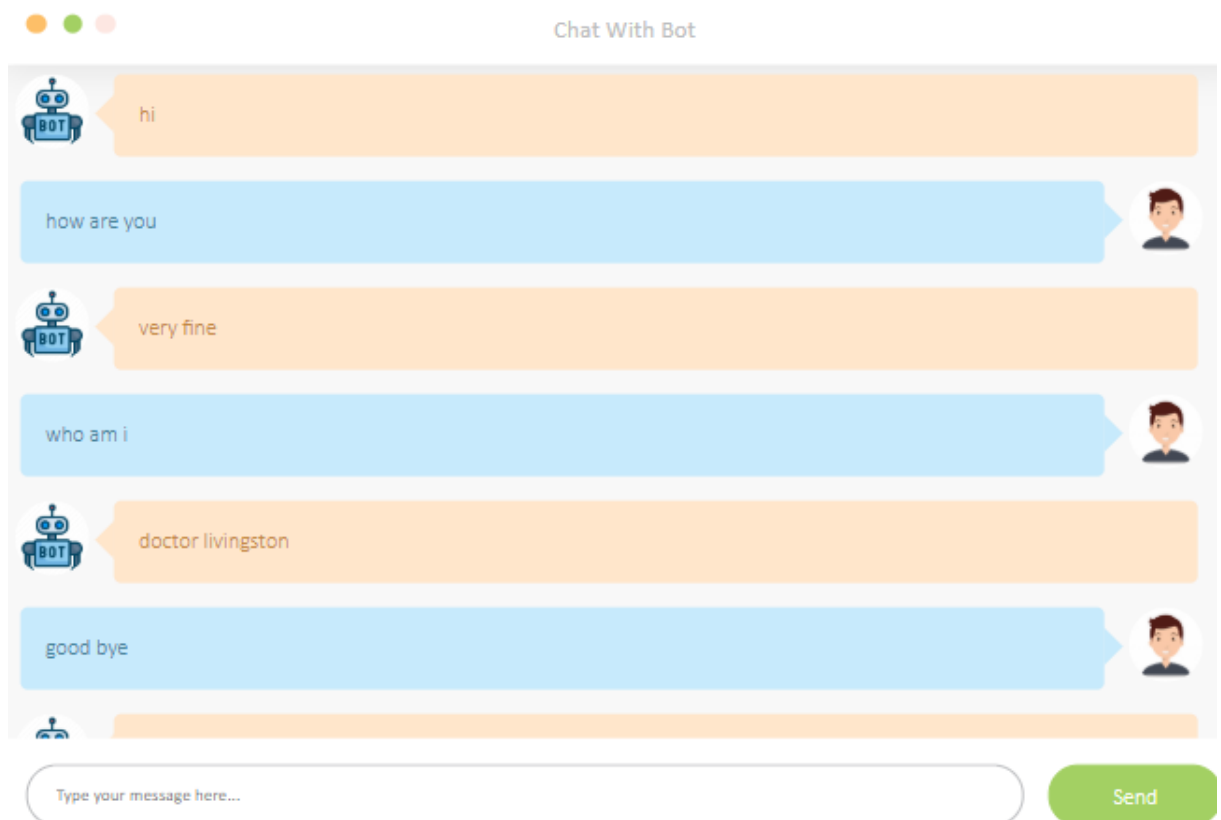 Chat With Bot
BOT
hi
how are you
BOT
very fine
who am i
BOT
doctor livingston
good bye
Type your message here...
Send